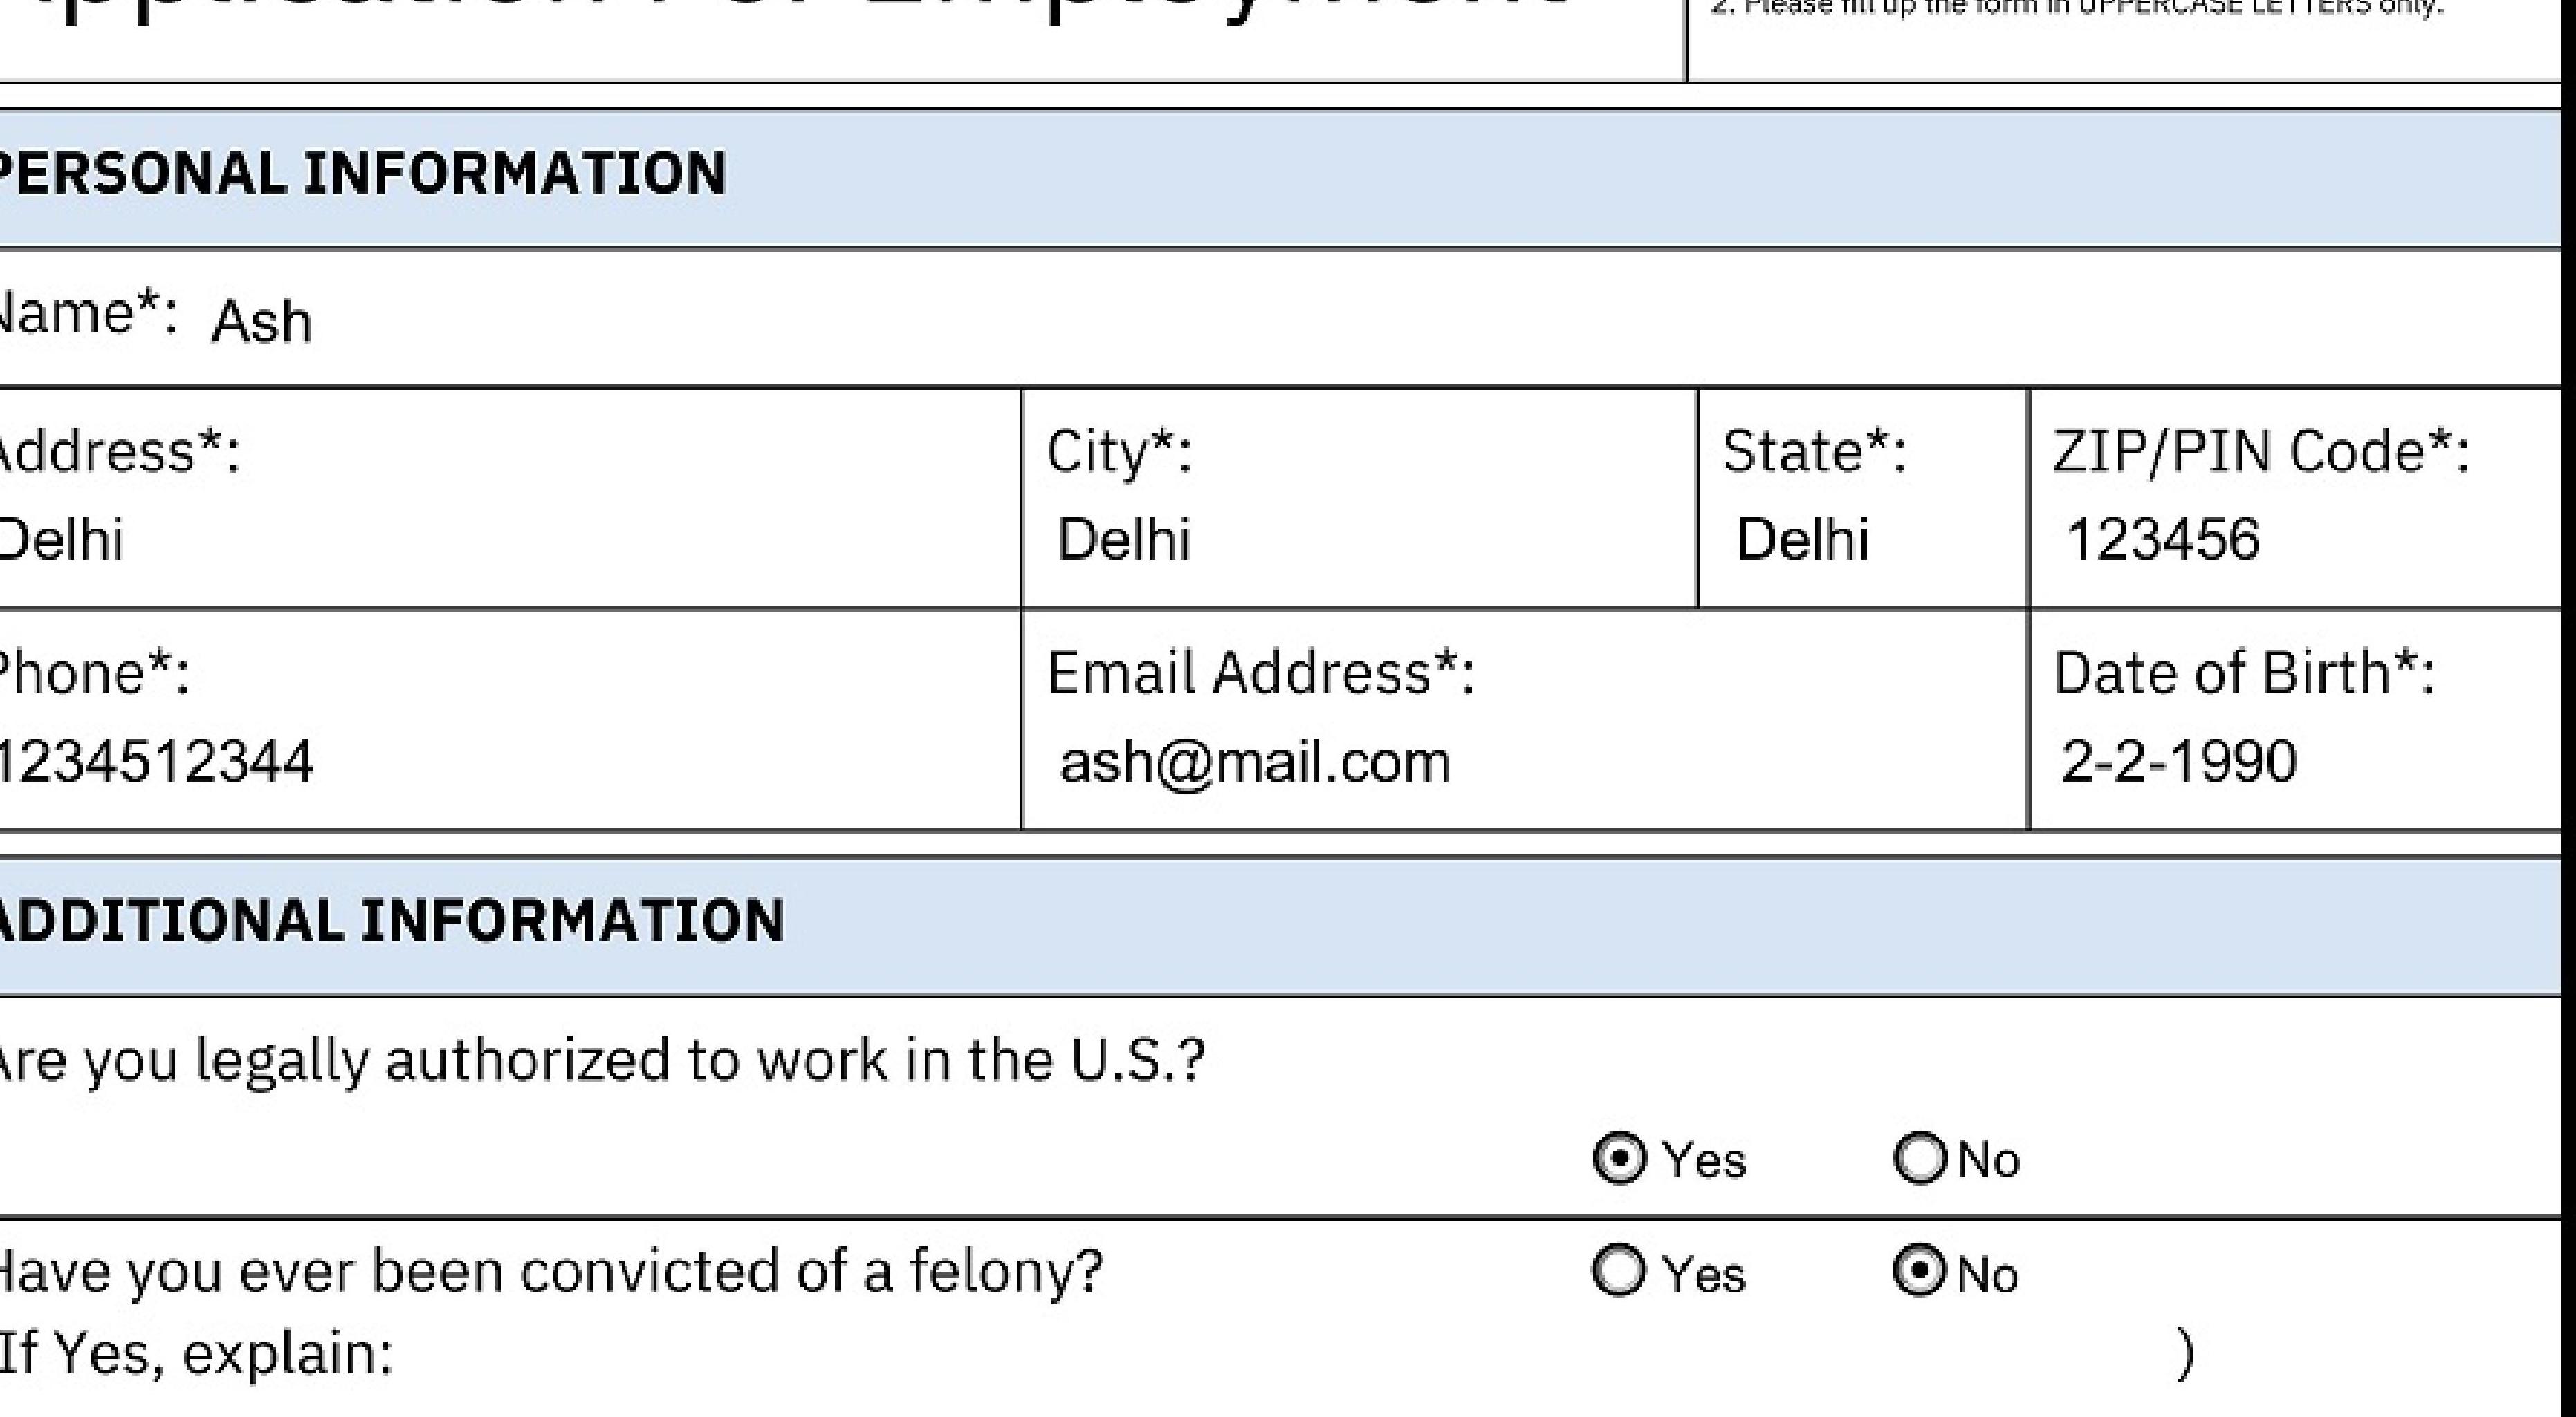 Application For Employment
2. Please fill up the form in UPPERCASE LETTERS only.
PERSONAL INFORMATION
Name*: Ash
Address*: City*: State*: ZIP/PIN Code*:
Delhi Delhi Delhi 123456
Phone*: Email Address*: Date of Birth*:
1234512344 ash@mail.com 2-2-1990
ADDITIONAL INFORMATION
Are you legally authorized to work in the U.S.?
Yes No
Have you ever been convicted of a felony? Yes No
If Yes, explain: )